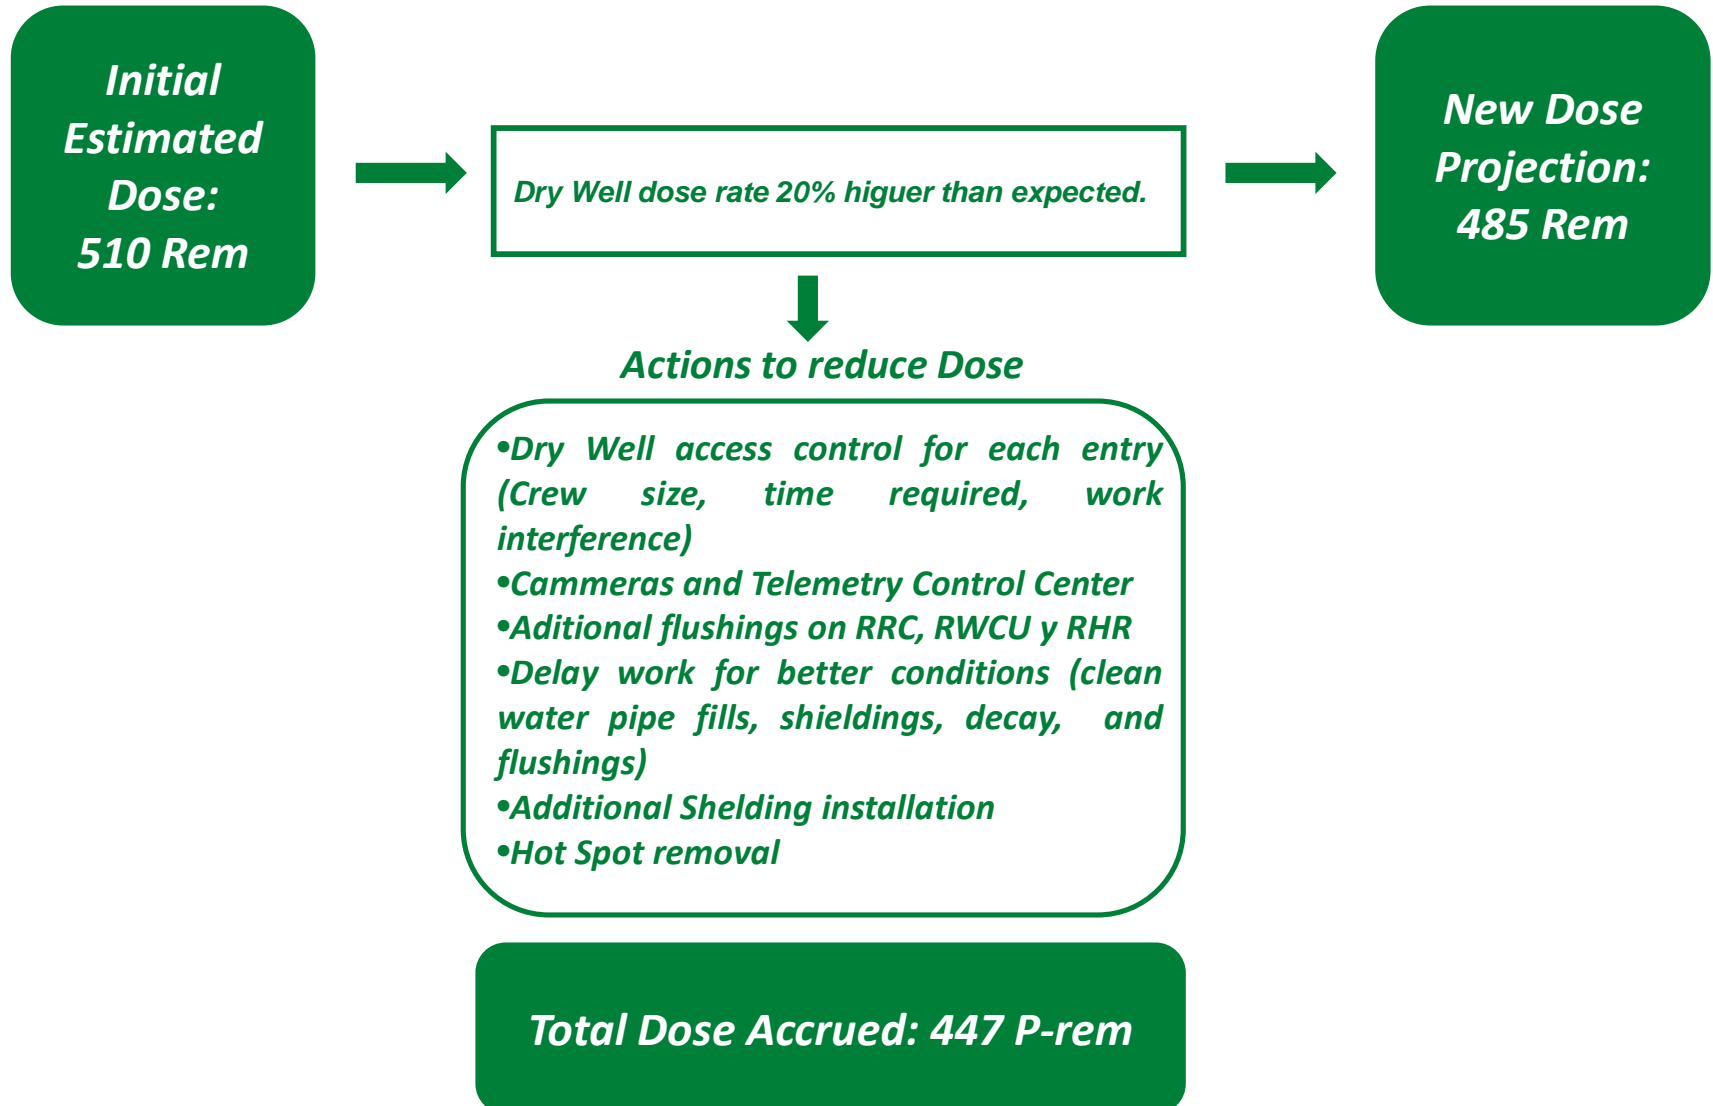 Initial
Estimated
Dose:
510 Rem
Dry Well dose rate 20% higuer than expected.
New Dose
Projection:
485 Rem
Actions to reduce Dose
•Dry Well access control for each entry
(Crew size, time required, work
interference)
•Cammeras and Telemetry Control Center
•Aditional flushings on RRC, RWCU y RHR
•Delay work for better conditions (clean
water pipe fills, shieldings, decay, and
flushings)
•Additional Shelding installation
•Hot Spot removal
Total Dose Accrued: 447 P-rem